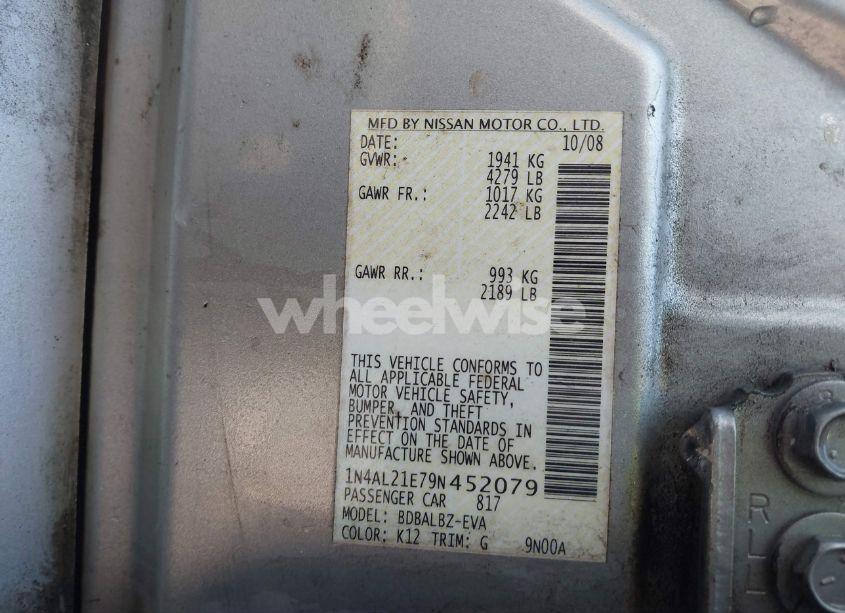 MFD BY NISSAN MOTOR CO., LTD.
DATE: 10/08
GVWR: 1941 KG
4279 LB
GAWR FR.: 1017 KG
2242 LB
GAWR RR.: 993 KG
2189 LB
wheelwise
THIS VEHICLE CONFORMS TO
ALL APPLICABLE FEDERAL
MOTOR VEHICLE SAFETY,
BUMPER, AND THEFT
PREVENTION STANDARDS IN
EFFECT ON THE DATE OF
MANUFACTURE SHOWN ABOVE.
1N4AL21E79N452079
PASSENGER CAR 817
MODEL: BDBALBZ-EVA
COLOR: K12 TRIM: G 9N00A